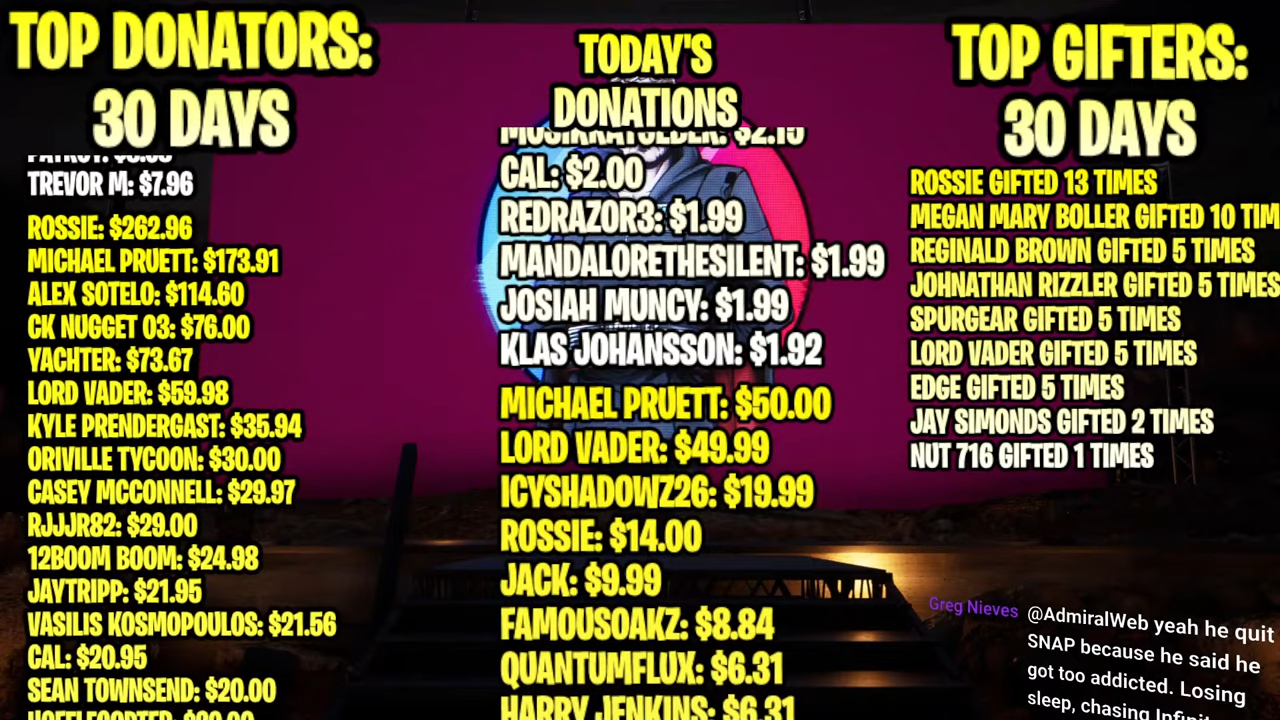 TOP DONATORS:
30 DAYS
TREVOR M: $7.96
ROSSIE: $262.96
MICHAEL PRUETT: $173.91
ALEX SOTELO: $114.60
CK NUGGET 03: $76.00
YACHTER: $73.67
LORD VADER: $59.98
KYLE PRENDERGAST: $35.94
ORIVILLE TYCOON: $30.00
CASEY MCCONNELL: $29.97
RJJJR82: $29.00
12BOOM BOOM: $24.98
JAYTRIPP: $21.95
VASILIS KOSMOPOULOS: $21.56
CAL: $20.95
SEAN TOWNSEND: $20.00
TODAY'S
DONATIONS
$2.15
CAL: $2.00
REDRAZOR3: $1.99
MANDALORETHESILENT: $1.99
JOSIAH MUNCY: $1.99
KLAS JOHANSSON: $1.92
MICHAEL PRUETT: $50.00
LORD VADER: $49.99
ICYSHADOWZ26: $19.99
ROSSIE: $14.00
JACK: $9.99
FAMOUSOAKZ: $8.84
QUANTUMFLUX: $6.31
HARRY JENKINS: $6.31
TOP GIFTERS:
30 DAYS
ROSSIE GIFTED 13 TIMES
MEGAN MARY BOLLER GIFTED 10 TIM
REGINALD BROWN GIFTED 5 TIMES
JOHNATHAN RIZZLER GIFTED 5 TIMES
SPURGEAR GIFTED 5 TIMES
LORD VADER GIFTED 5 TIMES
EDGE GIFTED 5 TIMES
JAY SIMONDS GIFTED 2 TIMES
NUT 716 GIFTED 1 TIMES
Greg Nieves @AdmiralWeb yeah he quit
SNAP because he said he
got too addicted. Losing
sleep, chasing